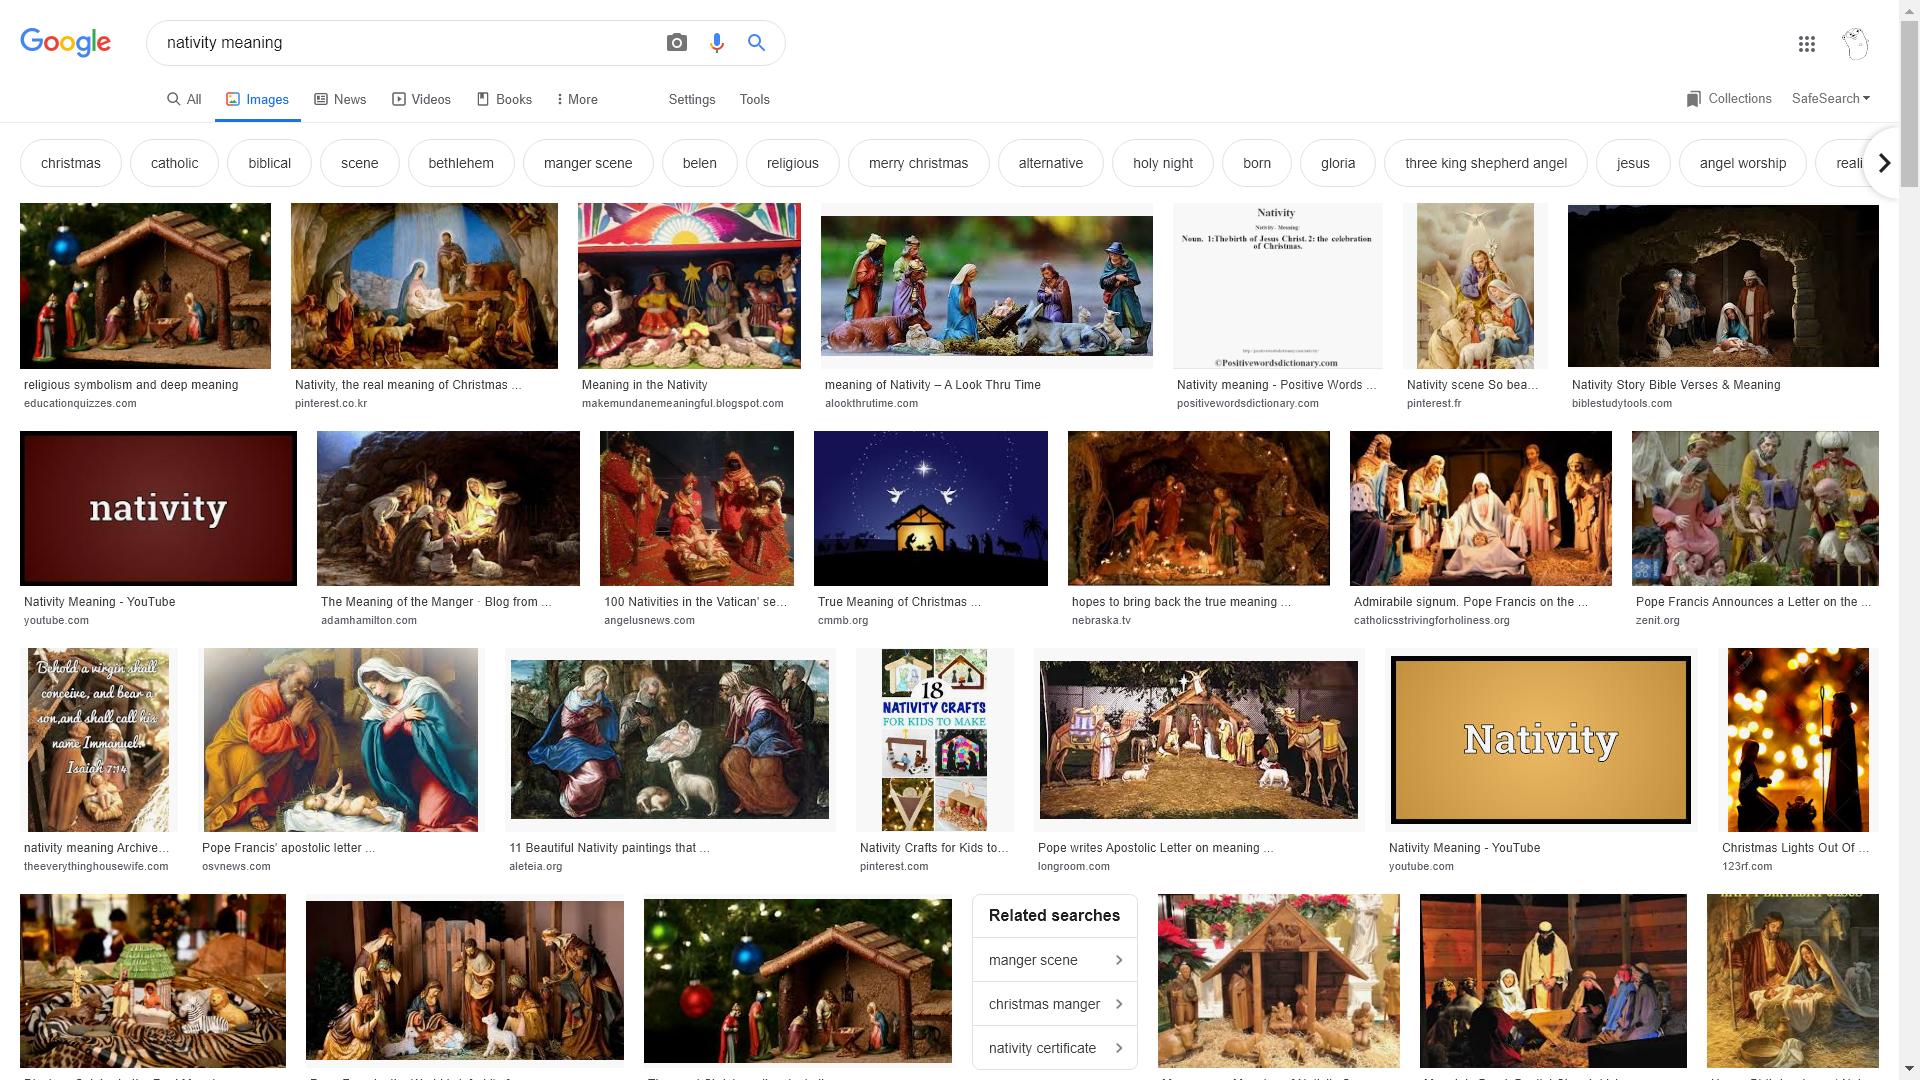 Google
nativity meaning
All
Images
News
Videos
Books
More
Settings
Tools
Collections
SafeSearch
christmas
catholic
biblical
scene
bethlehem
manger scene
belen
religious
merry christmas
alternative
holy night
born
gloria
three king shepherd angel
jesus
angel worship
reali
Nativity
Nativity - Meaning:
Noun. 1:Thebirth of Jesus Christ. 2: the celebration
of Christmas.
http://positivewordsdictionary.com/nativity/
©Positivewordsdictionary.com
religious symbolism and deep meaning
educationquizzes.com
Nativity, the real meaning of Christmas ...
pinterest.co.kr
Meaning in the Nativity
makemundanemeaningful.blogspot.com
meaning of Nativity – A Look Thru Time
alookthrutime.com
Nativity meaning - Positive Words ...
positivewordsdictionary.com
Nativity scene So bea...
pinterest.fr
Nativity Story Bible Verses & Meaning
biblestudytools.com
nativity
Nativity Meaning - YouTube
youtube.com
The Meaning of the Manger · Blog from ...
adamhamilton.com
100 Nativities in the Vatican' se...
angelusnews.com
True Meaning of Christmas ...
cmmb.org
hopes to bring back the true meaning ...
nebraska.tv
Admirabile signum. Pope Francis on the ...
catholicsstrivingforholiness.org
Pope Francis Announces a Letter on the ...
zenit.org
Behold a virgin shall
conceive, and bear a
son,and shall call his
name Immanuel.
Isaiah 7:14
18
NATIVITY CRAFTS
FOR KIDS TO MAKE
Nativity
nativity meaning Archive...
theeverythinghousewife.com
Pope Francis' apostolic letter ...
osvnews.com
11 Beautiful Nativity paintings that ...
aleteia.org
Nativity Crafts for Kids to...
pinterest.com
Pope writes Apostolic Letter on meaning ...
longroom.com
Nativity Meaning - YouTube
youtube.com
Christmas Lights Out Of ...
123rf.com
Related searches
manger scene
christmas manger
nativity certificate